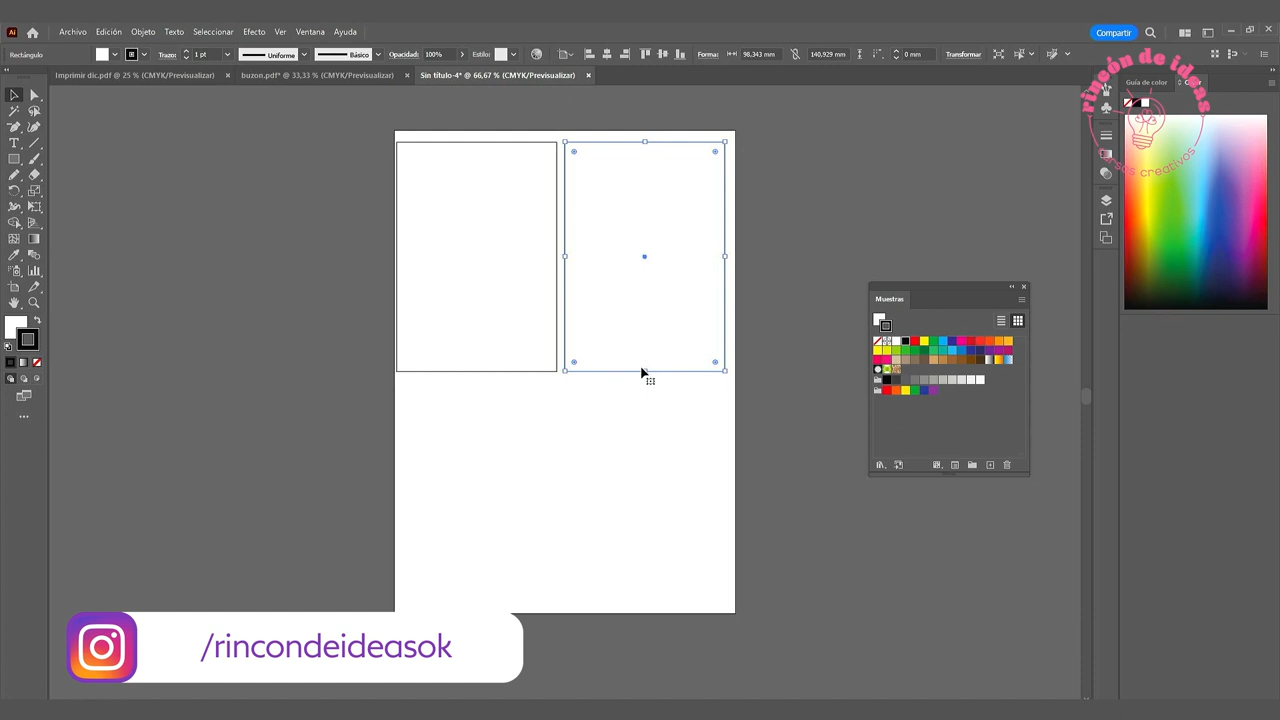 Ai
Archivo Edición Objeto Texto Seleccionar Efecto Ver Ventana Ayuda
Compartir
Rectángulo
Trazo:
1 pt
Uniforme
Básico
Opacidad:
100%
Estilo:
Forma:
98,343 mm
140,929 mm
0 mm
Transformar
Imprimir dic.pdf @ 25 % (CMYK/Previsualizar)
buzon.pdf* @ 33,33 % (CMYK/Previsualizar)
Sin título-4* @ 66,67 % (CMYK/Previsualizar)
Guía de color
rincón de ideas
cursos creativos
Muestras
/rincondeideasok